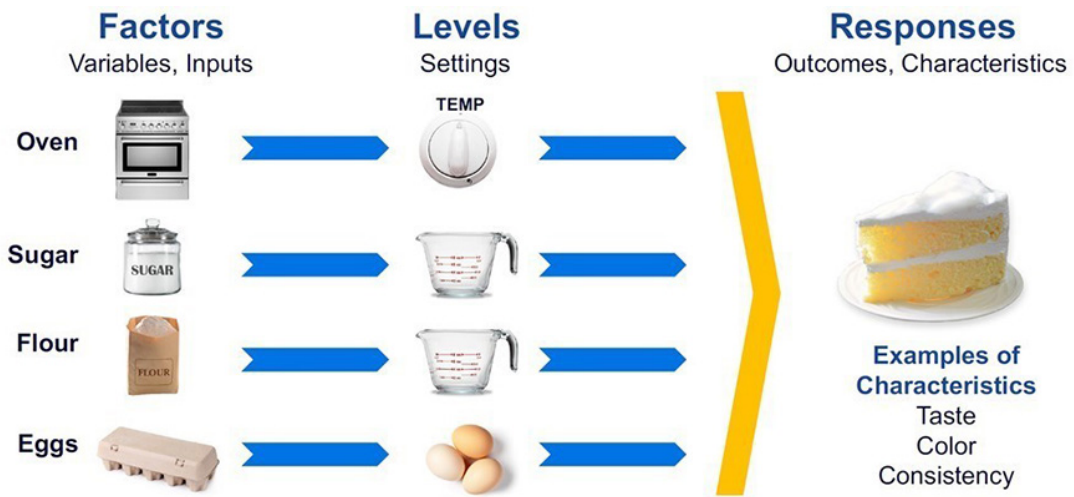 Factors
Variables, Inputs
Levels
Settings
Responses
Outcomes, Characteristics
Oven
TEMP
Sugar
SUGAR
Flour
FLOUR
Eggs
Examples of
Characteristics
Taste
Color
Consistency